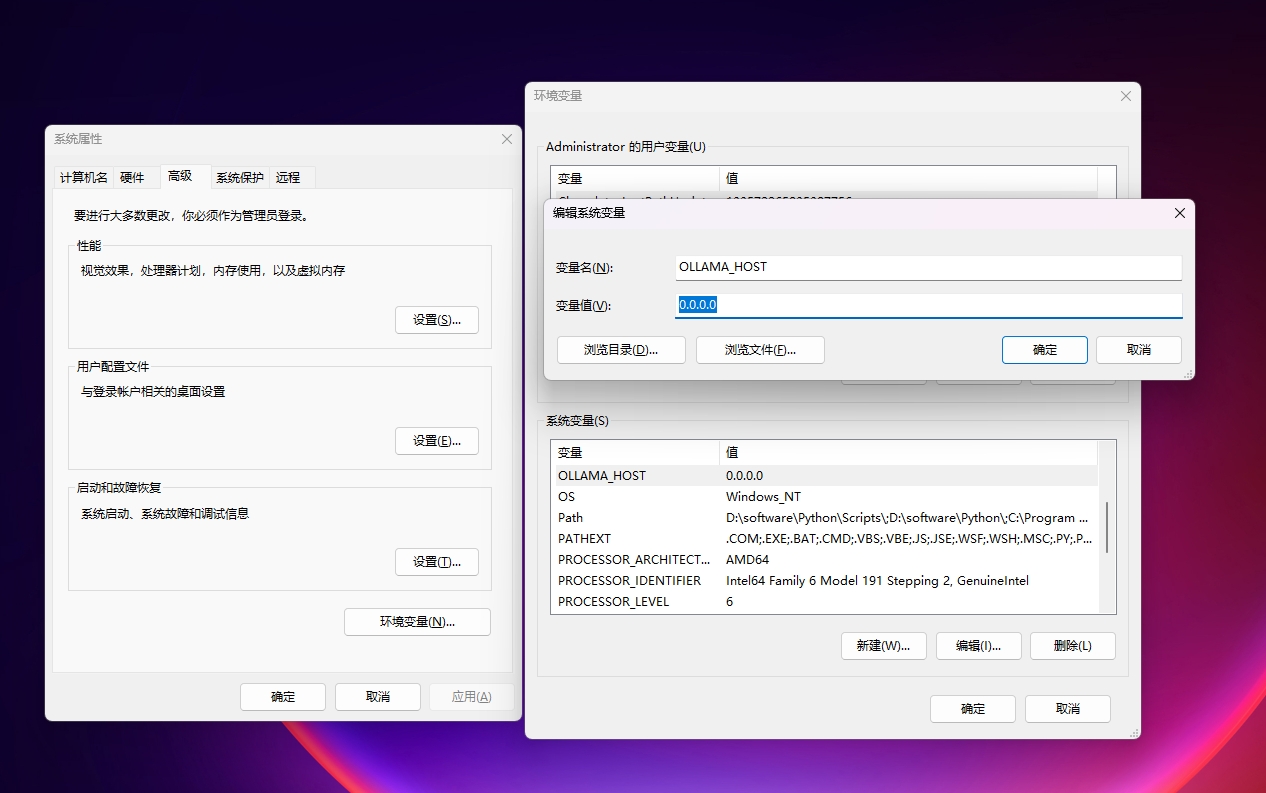 系统属性
计算机名 硬件 高级 系统保护 远程
要进行大多数更改，你必须作为管理员登录。
性能
视觉效果，处理器计划，内存使用，以及虚拟内存
设置(S)...
用户配置文件
与登录帐户相关的桌面设置
设置(E)...
启动和故障恢复
系统启动、系统故障和调试信息
设置(T)...
环境变量(N)...
确定 取消 应用(A)
环境变量
Administrator 的用户变量(U)
变量 值
编辑系统变量
变量名(N): OLLAMA_HOST
变量值(V): 0.0.0.0
浏览目录(D)... 浏览文件(F)... 确定 取消
系统变量(S)
变量 值
OLLAMA_HOST 0.0.0.0
OS Windows_NT
Path D:\software\Python\Scripts\;D:\software\Python\;C:\Program ...
PATHEXT .COM;.EXE;.BAT;.CMD;.VBS;.VBE;.JS;.JSE;.WSF;.WSH;.MSC;.PY;.P...
PROCESSOR_ARCHITECT... AMD64
PROCESSOR_IDENTIFIER Intel64 Family 6 Model 191 Stepping 2, GenuineIntel
PROCESSOR_LEVEL 6
新建(W)... 编辑(I)... 删除(L)
确定 取消